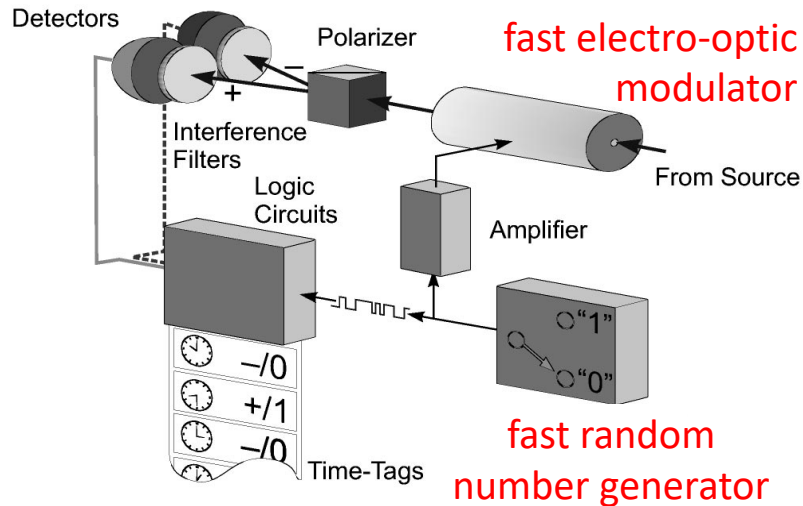 Detectors
Polarizer
fast electro-optic
modulator
−
+
Interference
Filters
From Source
Logic
Circuits
Amplifier
"1"
"0"
−/0
+/1
−/0
Time-Tags
fast random
number generator